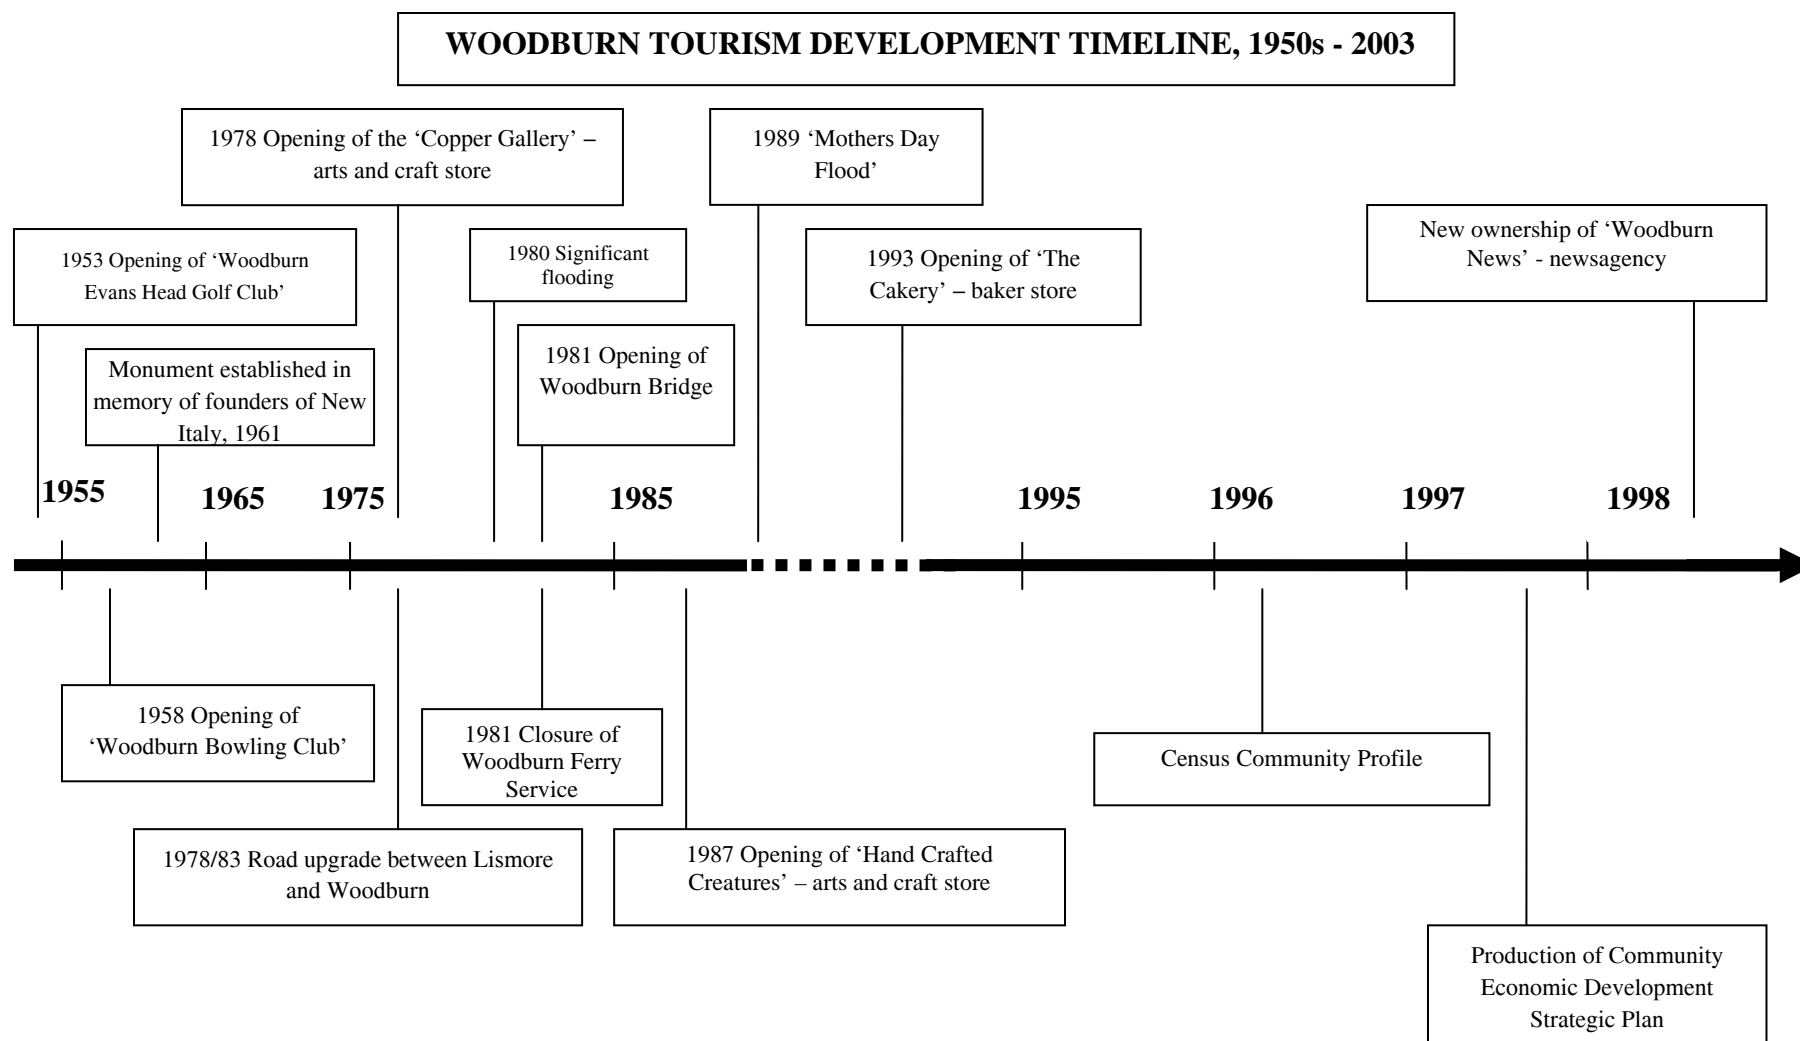 WOODBURN TOURISM DEVELOPMENT TIMELINE, 1950s - 2003
1978 Opening of the ‘Copper Gallery’ –
arts and craft store
1989 ‘Mothers Day
Flood’
1953 Opening of ‘Woodburn
Evans Head Golf Club’
1980 Significant
flooding
1993 Opening of ‘The
Cakery’ – baker store
New ownership of ‘Woodburn
News’ - newsagency
Monument established in
memory of founders of New
Italy, 1961
1981 Opening of
Woodburn Bridge
1955
1965
1975
1985
1995
1996
1997
1998
1958 Opening of
‘Woodburn Bowling Club’
1981 Closure of
Woodburn Ferry
Service
Census Community Profile
1978/83 Road upgrade between Lismore
and Woodburn
1987 Opening of ‘Hand Crafted
Creatures’ – arts and craft store
Production of Community
Economic Development
Strategic Plan